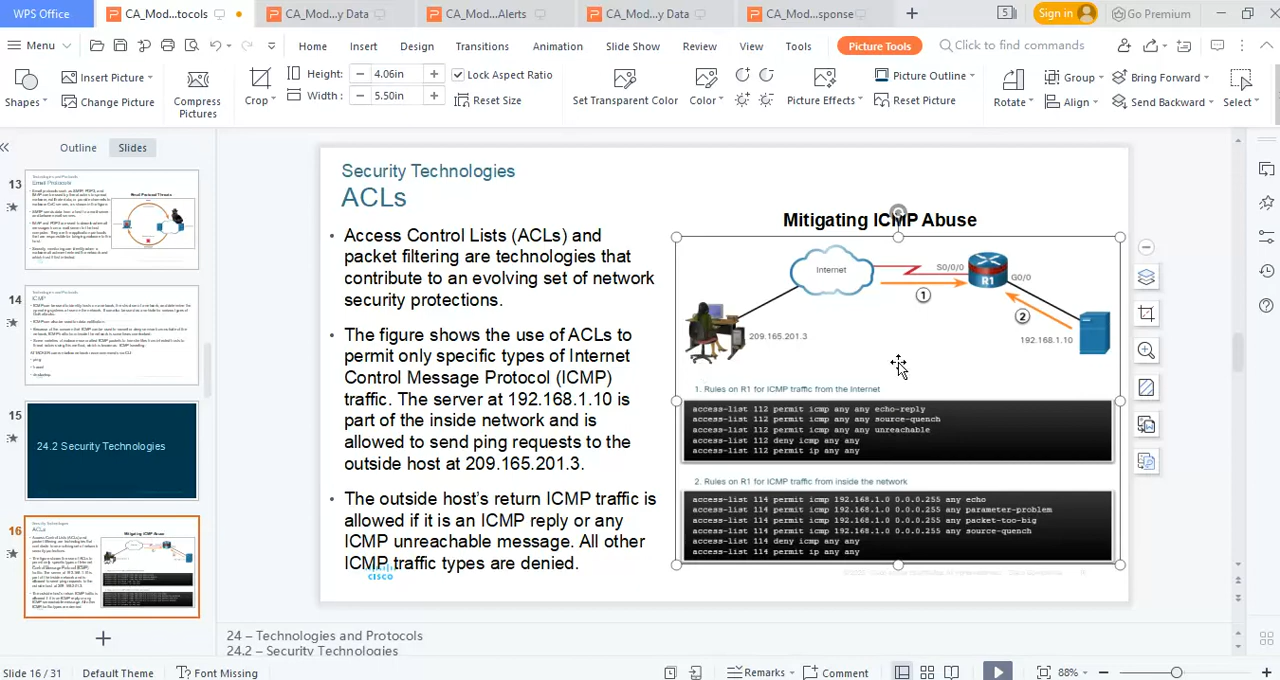 WPS Office
CA_Mod...tocols
CA_Mod...y Data
CA_Mod...Alerts
CA_Mod...y Data
CA_Mod...sponse
Sign in
Go Premium
Menu
Home
Insert
Design
Transitions
Animation
Slide Show
Review
View
Tools
Picture Tools
Click to find commands
Shapes
Insert Picture
Change Picture
Compress
Pictures
Crop
Height: 4.06in
Width : 5.50in
Lock Aspect Ratio
Reset Size
Set Transparent Color
Color
Picture Effects
Picture Outline
Reset Picture
Rotate
Group
Align
Bring Forward
Send Backward
Select
Outline
Slides
13
Email Protocols
14
ICMP
15
24.2 Security Technologies
16
ACLs
Mitigating ICMP Abuse
Security Technologies
ACLs
• Access Control Lists (ACLs) and
packet filtering are technologies that
contribute to an evolving set of network
security protections.
• The figure shows the use of ACLs to
permit only specific types of Internet
Control Message Protocol (ICMP)
traffic. The server at 192.168.1.10 is
part of the inside network and is
allowed to send ping requests to the
outside host at 209.165.201.3.
• The outside host's return ICMP traffic is
allowed if it is an ICMP reply or any
ICMP unreachable message. All other
ICMP traffic types are denied.
CISCO
Mitigating ICMP Abuse
Internet
S0/0/0
R1
G0/0
1
2
209.165.201.3
192.168.1.10
1. Rules on R1 for ICMP traffic from the Internet
access-list 112 permit icmp any any echo-reply
access-list 112 permit icmp any any source-quench
access-list 112 permit icmp any any unreachable
access-list 112 deny icmp any any
access-list 112 permit ip any any
2. Rules on R1 for ICMP traffic from inside the network
access-list 114 permit icmp 192.168.1.0 0.0.0.255 any echo
access-list 114 permit icmp 192.168.1.0 0.0.0.255 any parameter-problem
access-list 114 permit icmp 192.168.1.0 0.0.0.255 any packet-too-big
access-list 114 permit icmp 192.168.1.0 0.0.0.255 any source-quench
access-list 114 deny icmp any any
access-list 114 permit ip any any
24 – Technologies and Protocols
24.2 – Security Technologies
Slide 16 / 31
Default Theme
Font Missing
Remarks
Comment
88%